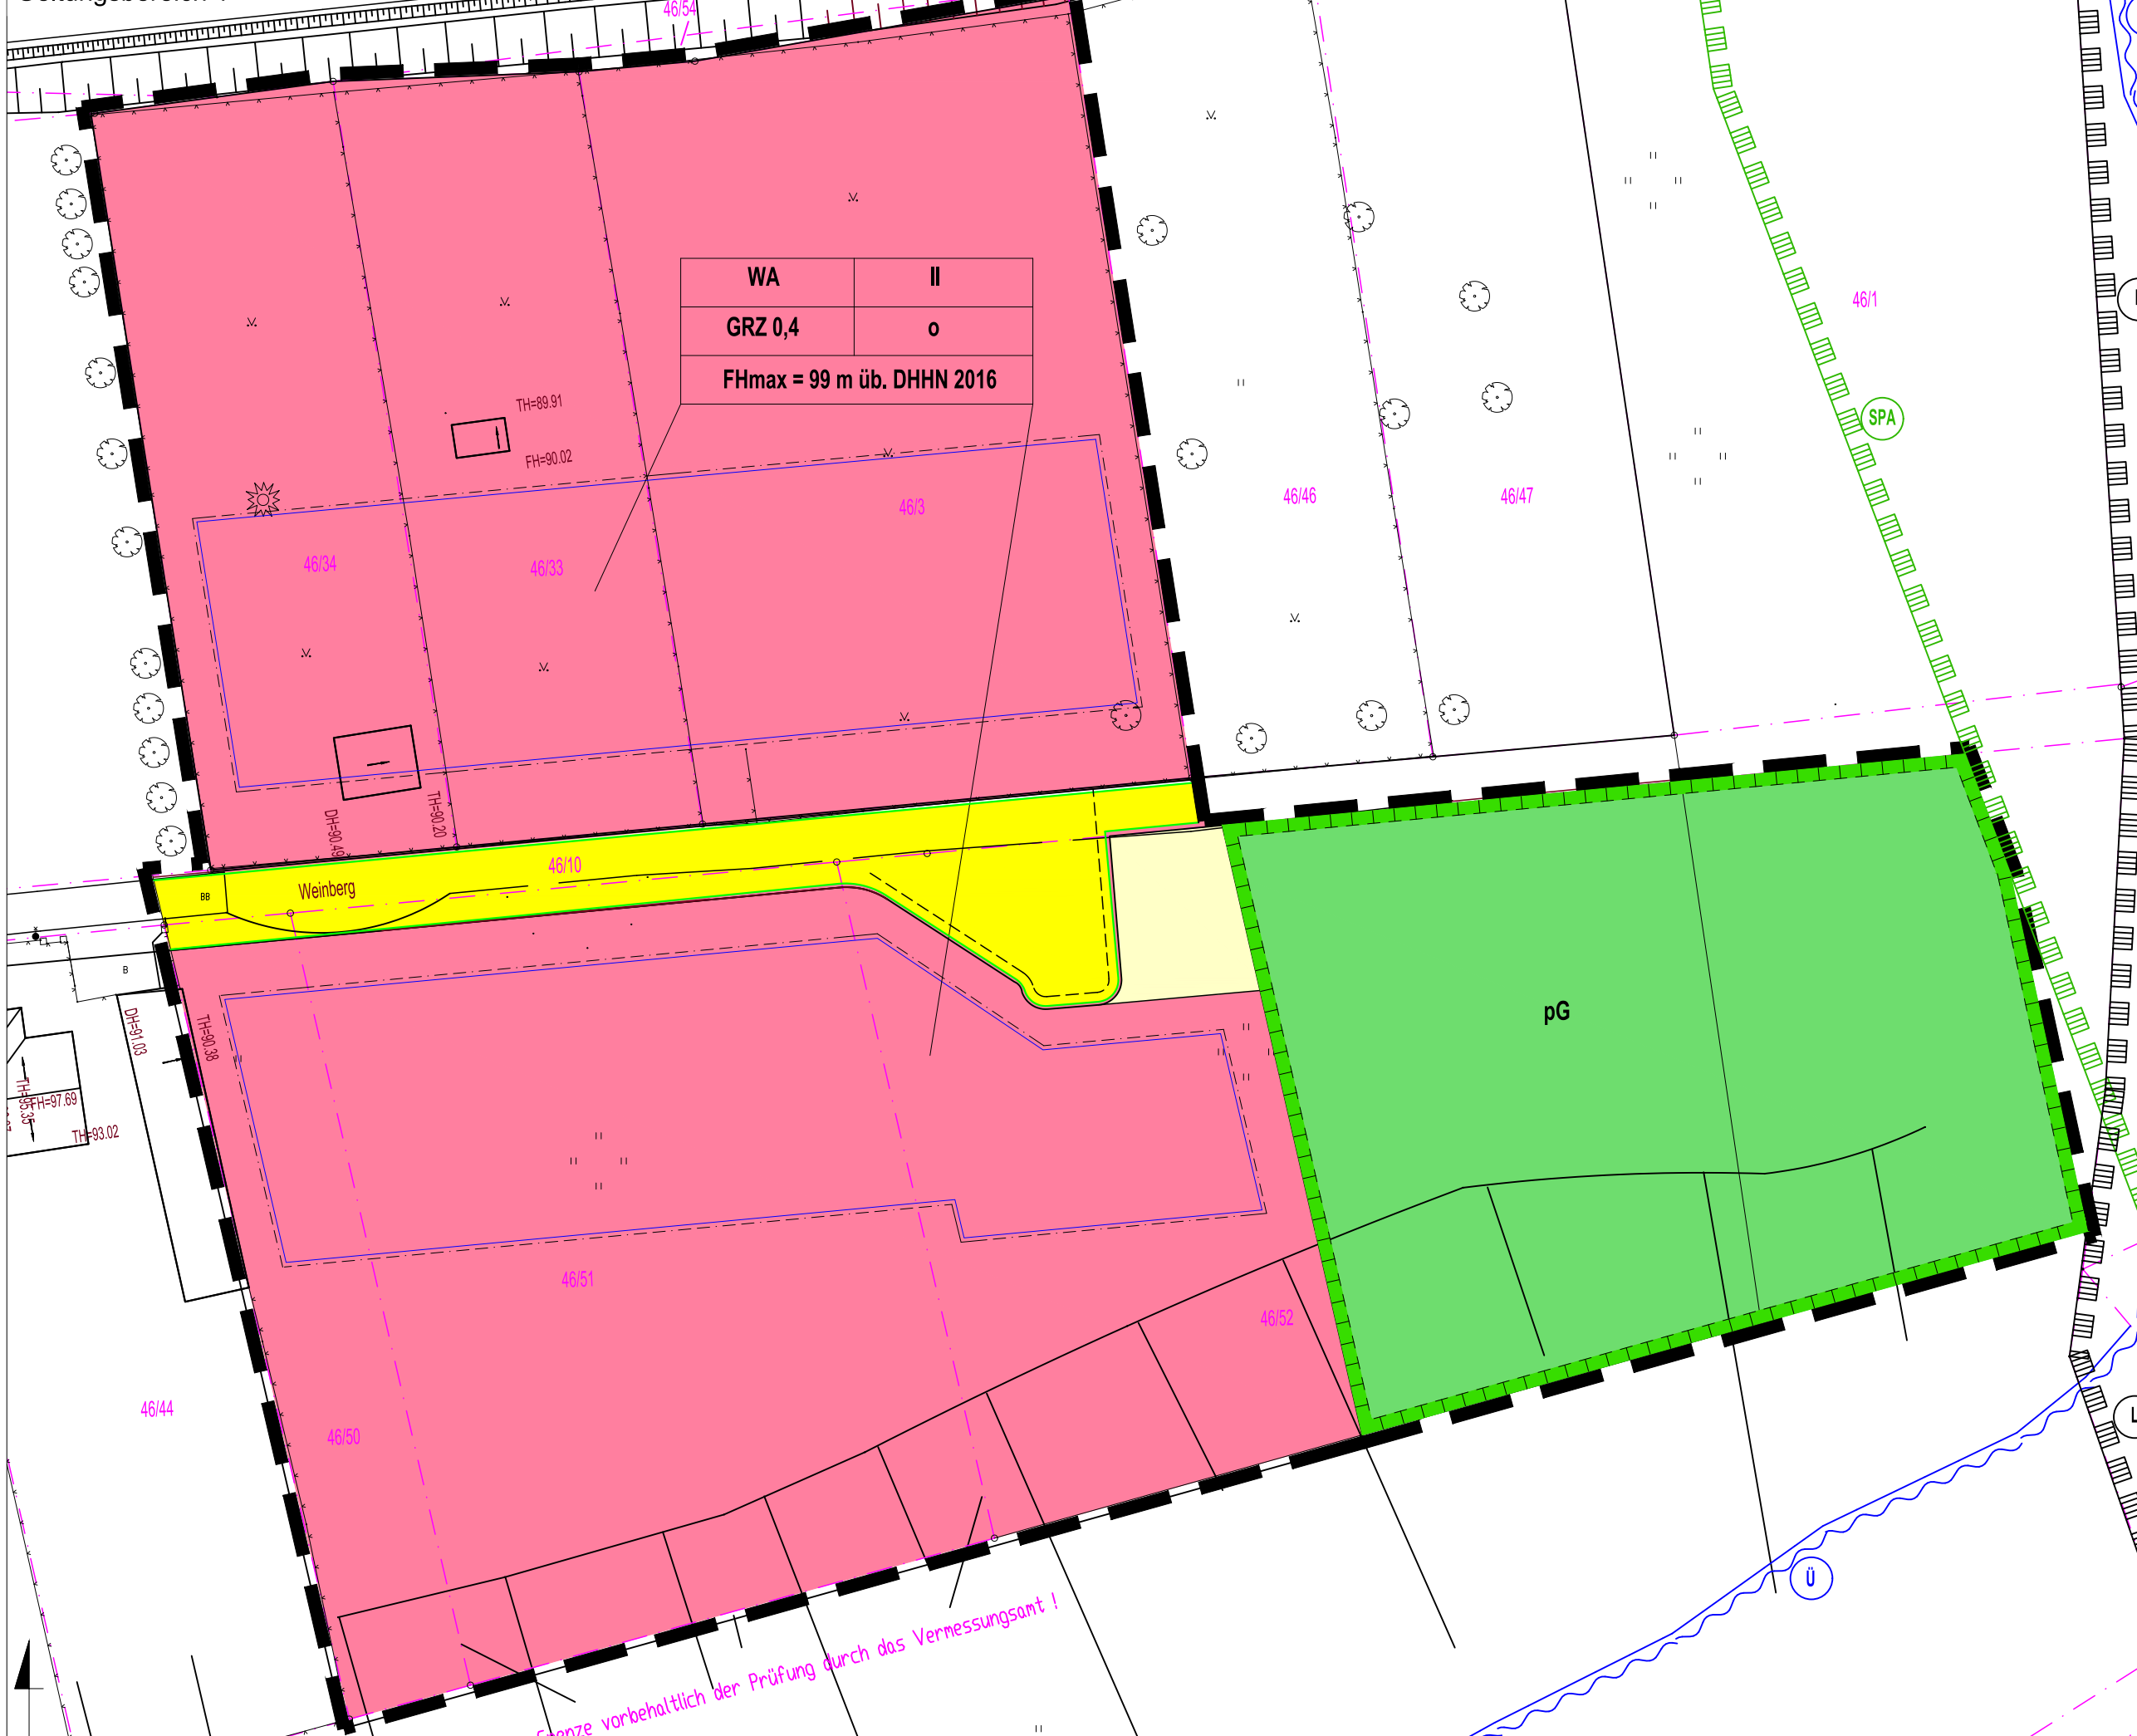 46/54
WA II
GRZ 0,4 o
FHmax = 99 m üb. DHHN 2016
46/1
SPA
TH=89.91
FH=90.02
46/3
46/46
46/47
46/34
46/33
DH=90.49
TH=90.20
46/10
Weinberg
BB
B
pG
DH=91.03
TH=90.38
TH=95.35
FH=97.69
TH=93.02
46/51
46/52
46/44
46/50
L
Ü
Grenze vorbehaltlich der Prüfung durch das Vermessungsamt !